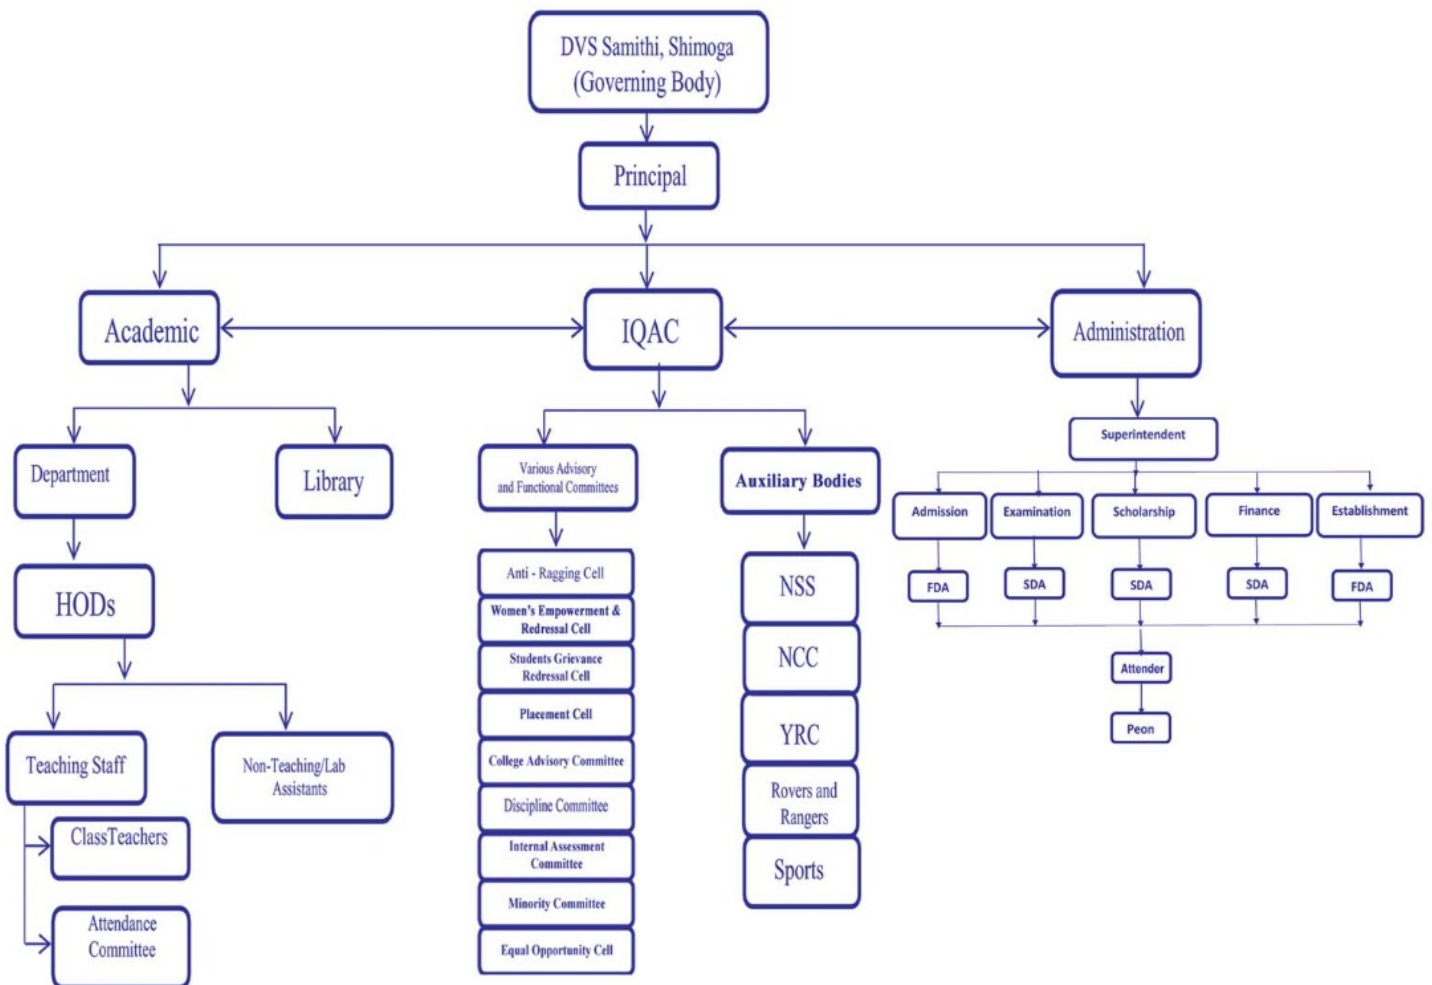 DVS Samithi, Shimoga
(Governing Body)
Principal
Academic
IQAC
Administration
Superintendent
Department
Library
Various Advisory
and Functional Committees
Auxiliary Bodies
Admission
Examination
Scholarship
Finance
Establishment
FDA
SDA
SDA
SDA
FDA
Attender
Peon
HODs
Teaching Staff
Non-Teaching/Lab
Assistants
ClassTeachers
Attendance
Committee
Anti - Ragging Cell
Women's Empowerment &
Redressal Cell
Students Grievance
Redressal Cell
Placement Cell
College Advisory Committee
Discipline Committee
Internal Assessment
Committee
Minority Committee
Equal Opportunity Cell
NSS
NCC
YRC
Rovers and
Rangers
Sports